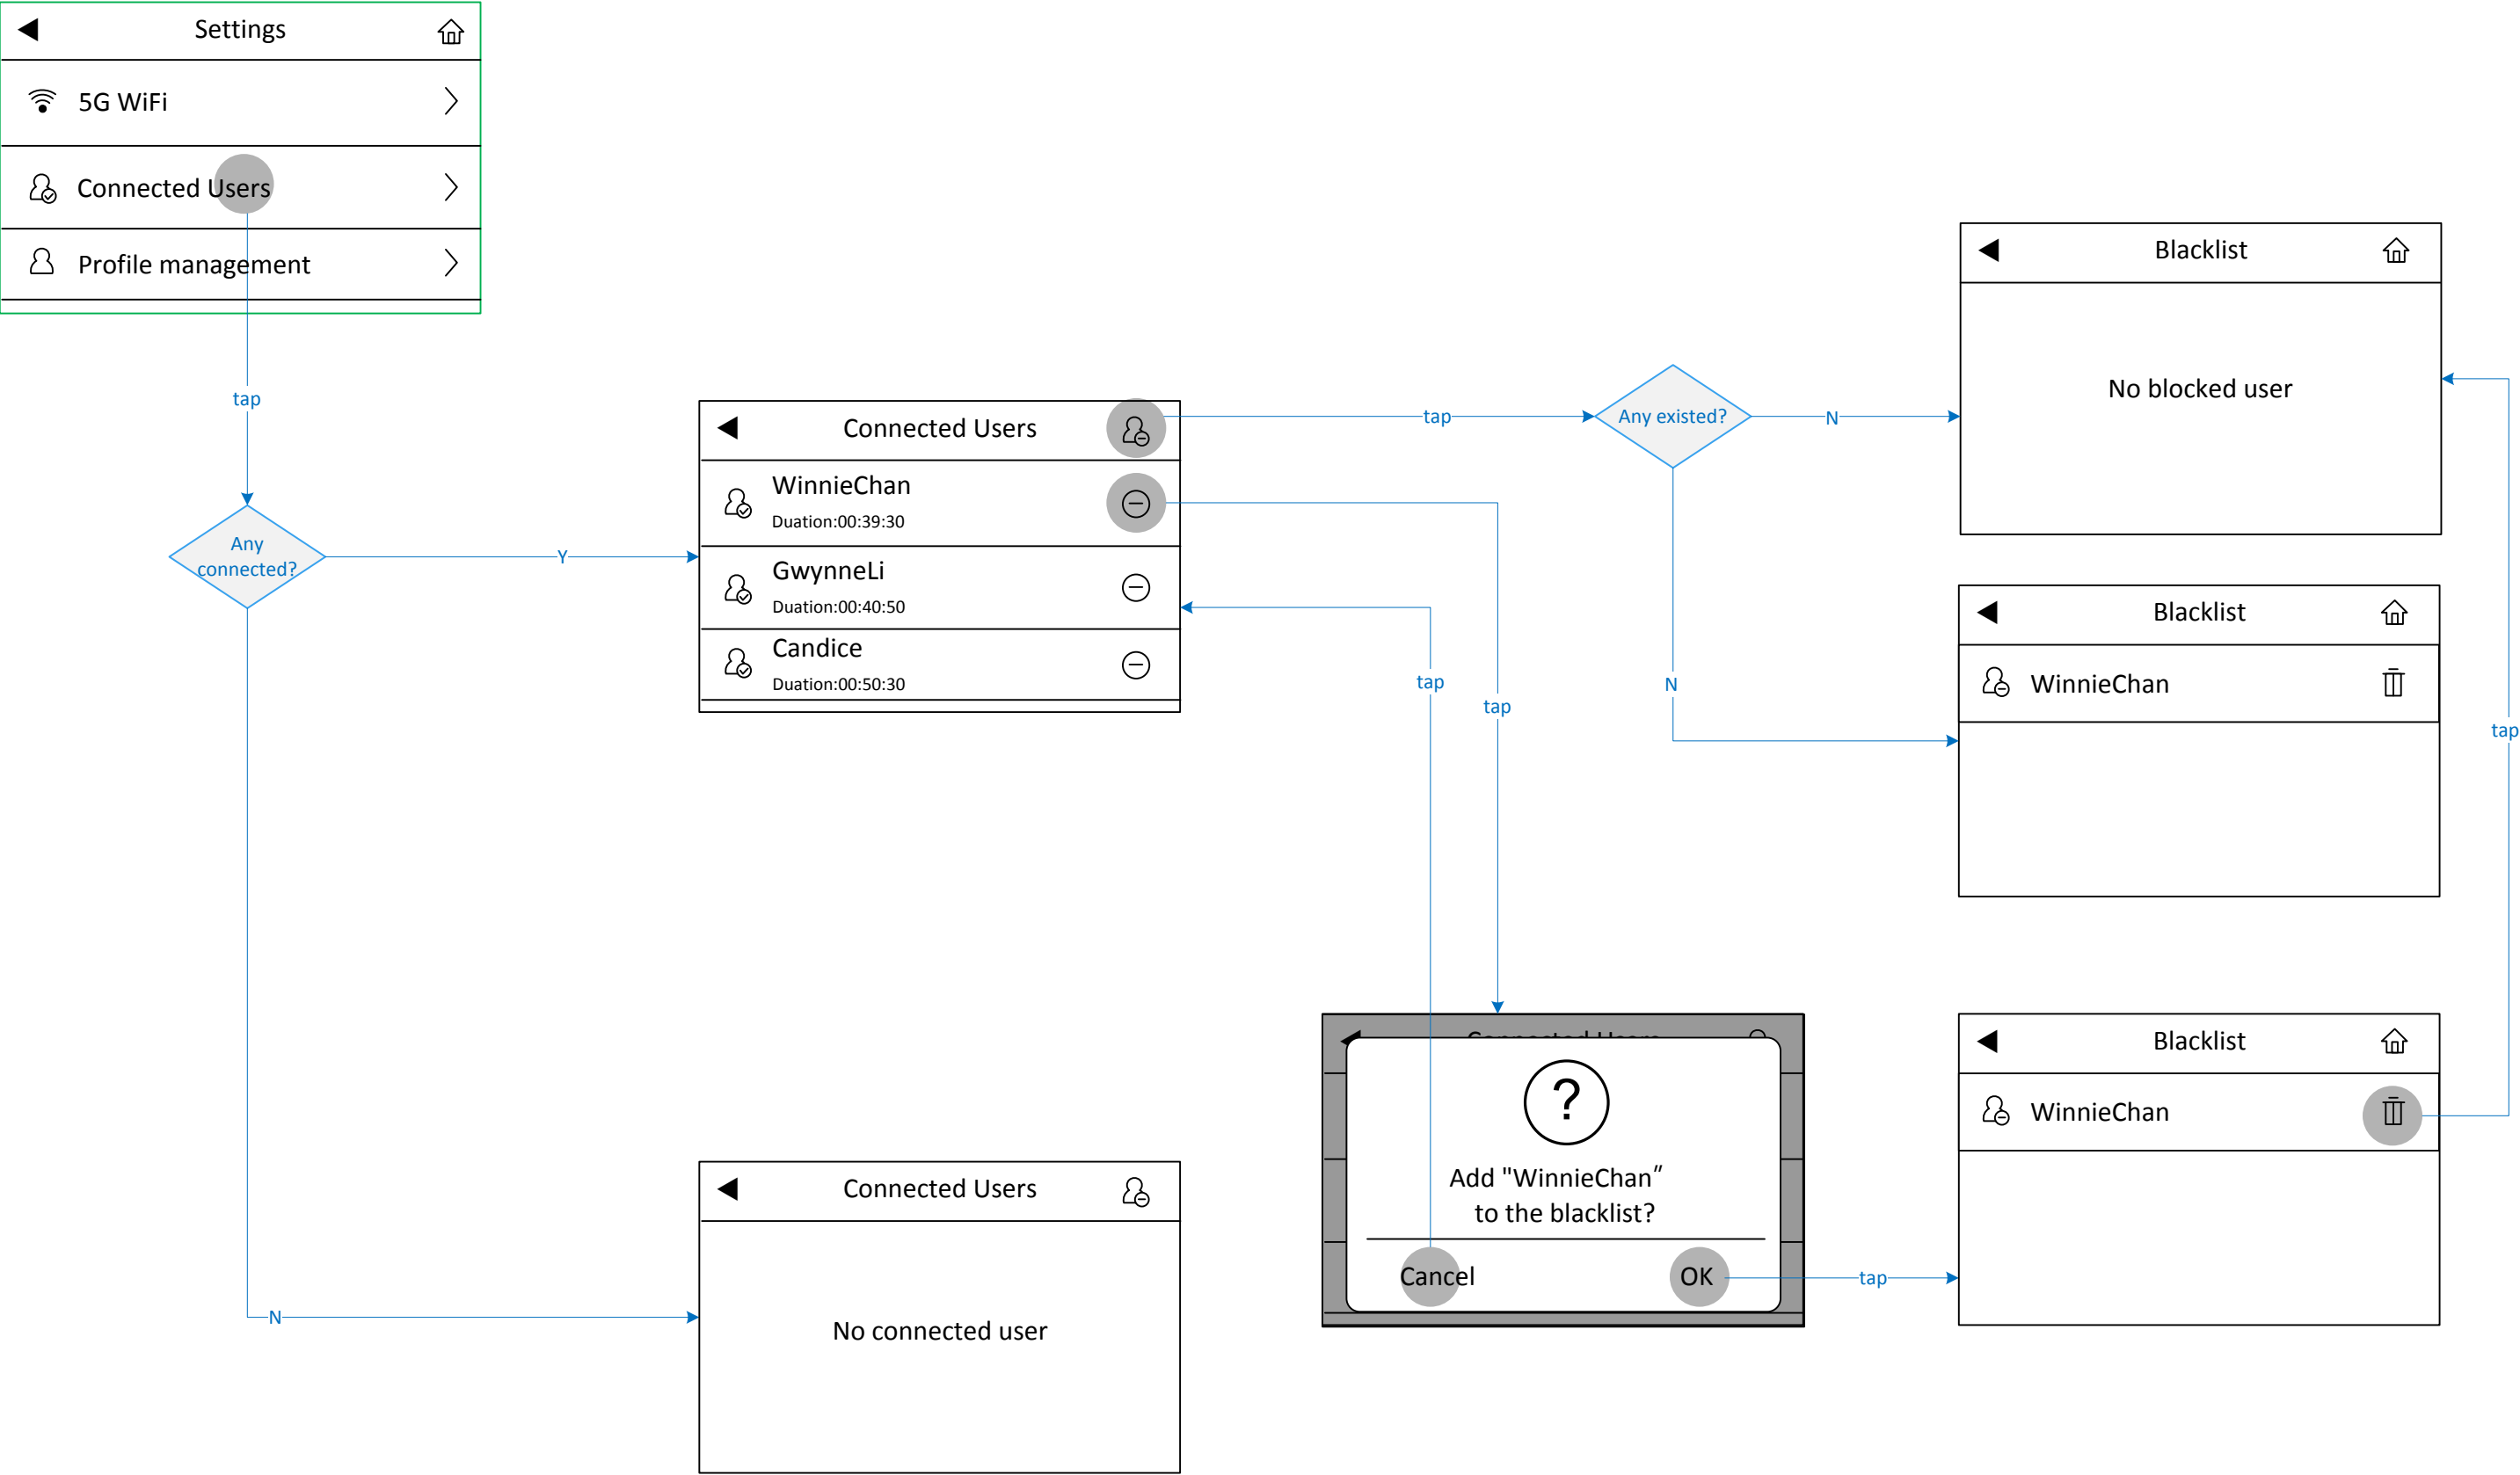 Settings
5G WiFi
Connected Users
Profile management
tap
Any
connected?
Y
N
Connected Users
WinnieChan
Duation:00:39:30
GwynneLi
Duation:00:40:50
Candice
Duation:00:50:30
tap
Any existed?
N
N
Blacklist
No blocked user
Blacklist
WinnieChan
tap
tap
tap
Connected Users
?
Add "WinnieChan”
to the blacklist?
Cancel
OK
tap
Blacklist
WinnieChan
Connected Users
No connected user